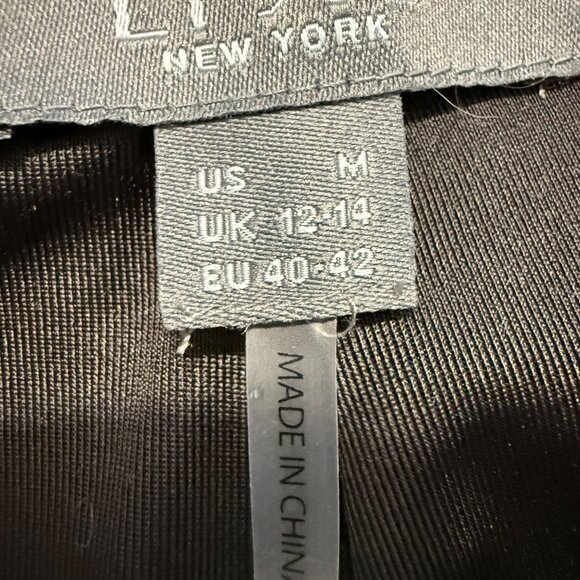 NEW YORK
US M
UK 12-14
EU 40-42
MADE IN CHINA